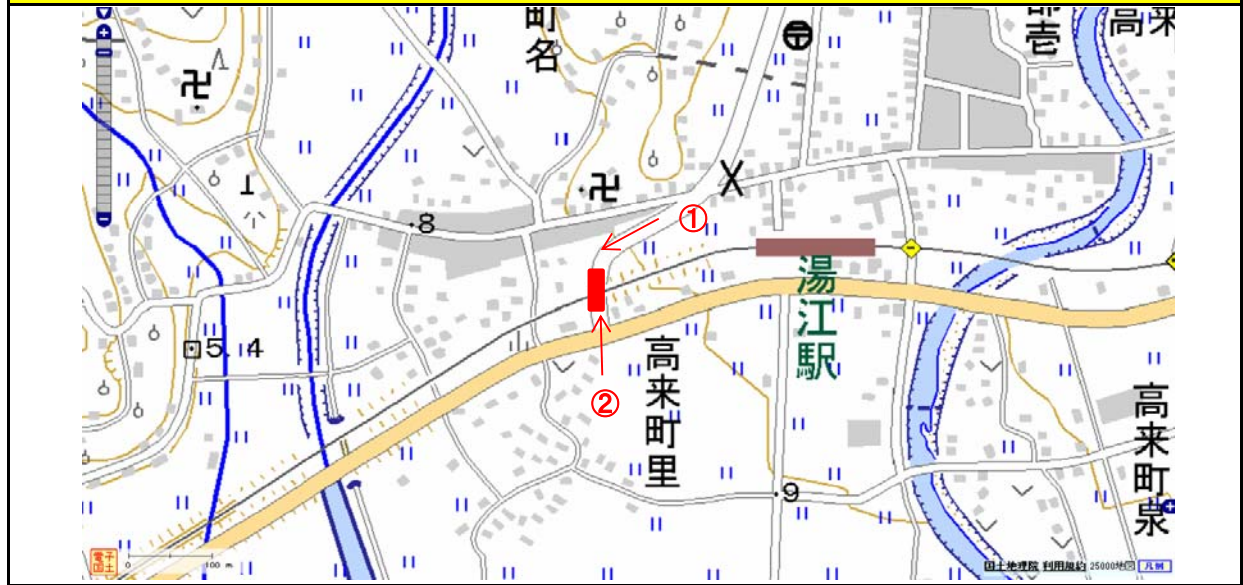 町名
部壱
高来
①
8
湯江駅
5.4
②
高来町里
高来町泉
9
電子国土
0 100 m
国土地理院 利用規約 25000地図 凡例